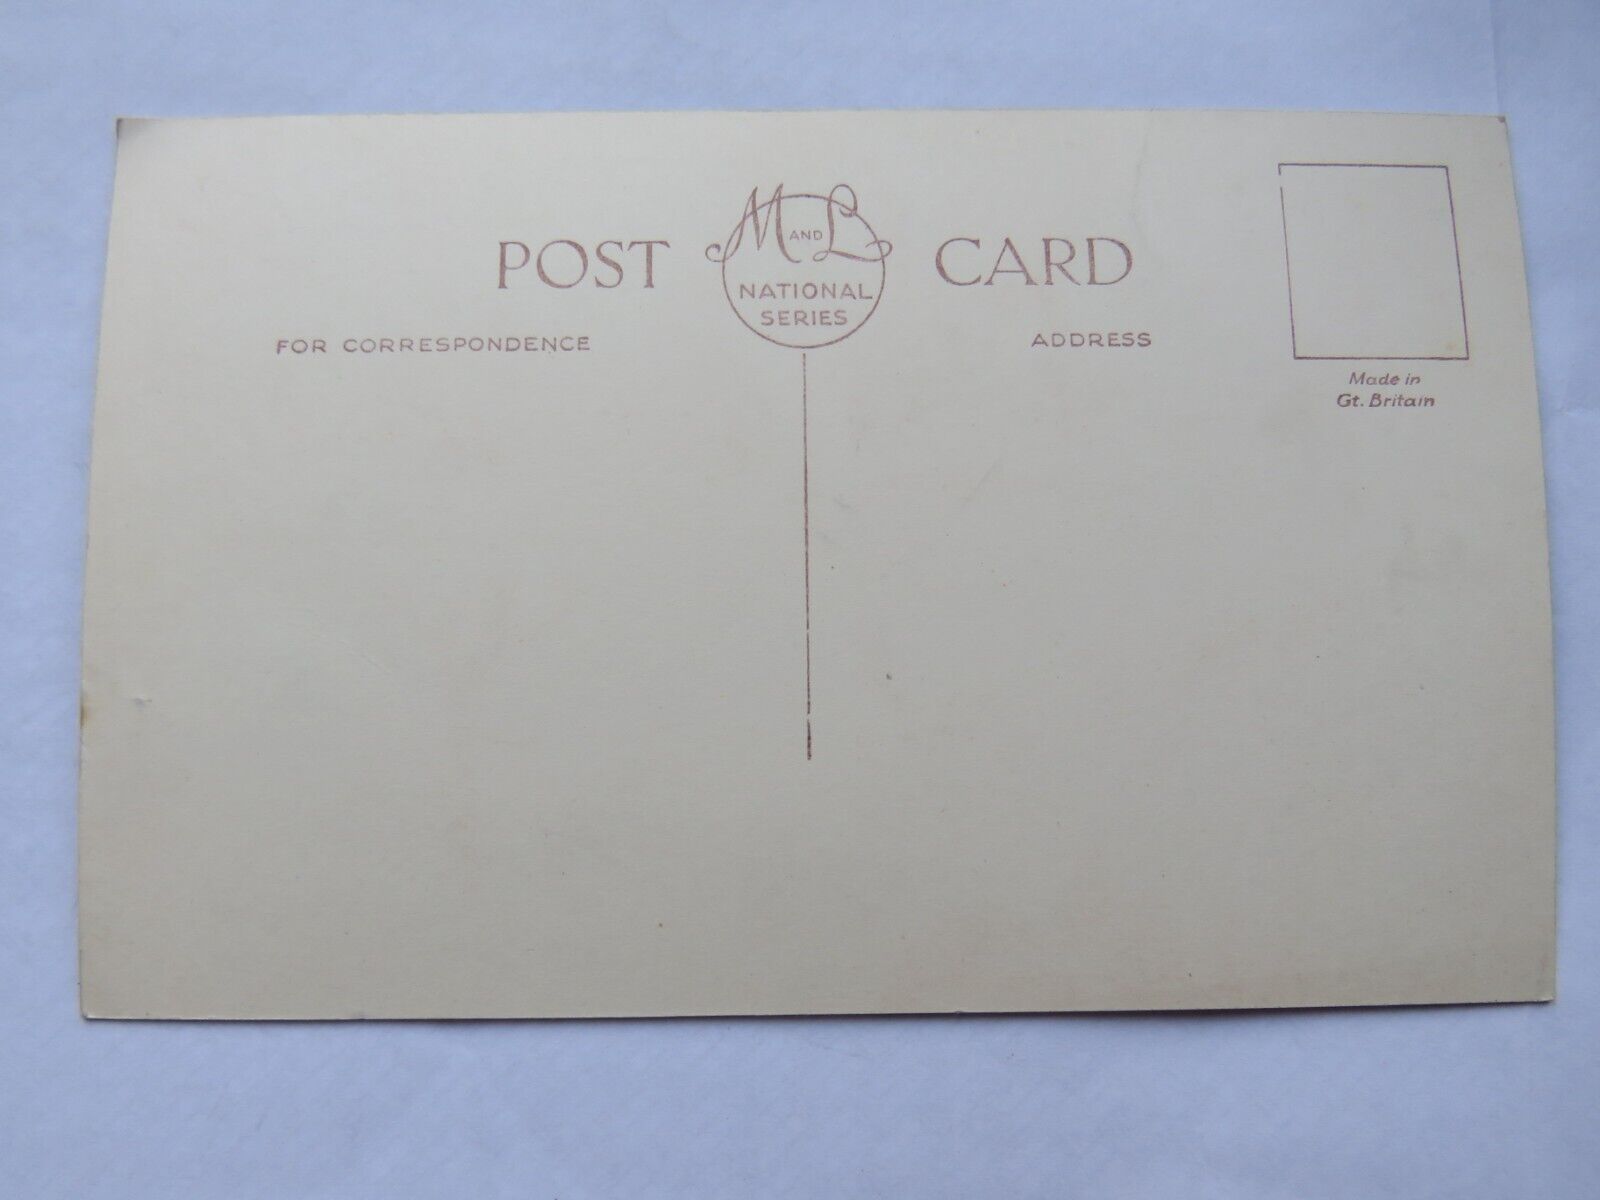 POST CARD
M AND L
NATIONAL
SERIES
FOR CORRESPONDENCE
ADDRESS
Made in
Gt. Britain